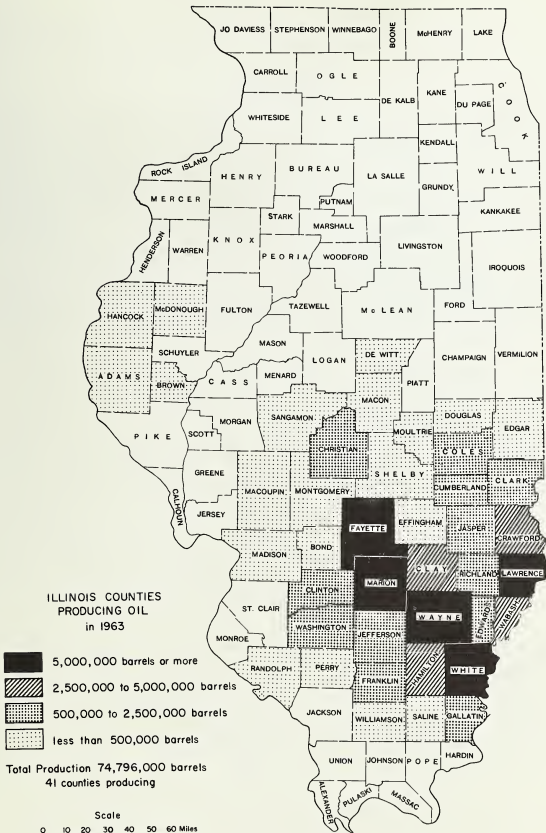 JO DAVIESS STEPHENSON WINNEBAGO BOONE McHENRY LAKE
CARROLL OGLE DE KALB KANE COOK
DU PAGE
WHITESIDE LEE
KENDALL
ROCK ISLAND HENRY BUREAU LA SALLE GRUNDY WILL
MERCER PUTNAM
STARK KANKAKEE
MARSHALL
HENDERSON WARREN KNOX PEORIA WOODFORD LIVINGSTON IROQUOIS
HANCOCK McDONOUGH FULTON TAZEWELL McLEAN FORD
SCHUYLER MASON LOGAN DE WITT CHAMPAIGN VERMILION
ADAMS BROWN CASS MENARD PIATT
MACON
SANGAMON DOUGLAS EDGAR
MORGAN MOULTRIE
PIKE SCOTT CHRISTIAN COLES
SHELBY
GREENE CUMBERLAND CLARK
CALHOUN MACOUPIN MONTGOMERY
JERSEY FAYETTE EFFINGHAM JASPER CRAWFORD
MADISON BOND CLAY
MARION RICHLAND LAWRENCE
CLINTON
ST. CLAIR WAYNE EDWARDS WABASH
WASHINGTON JEFFERSON
MONROE
RANDOLPH PERRY HAMILTON WHITE
FRANKLIN
JACKSON WILLIAMSON SALINE GALLATIN
UNION JOHNSON POPE HARDIN
ALEXANDER PULASKI MASSAC
ILLINOIS COUNTIES
PRODUCING OIL
in 1963
5,000,000 barrels or more
2,500,000 to 5,000,000 barrels
500,000 to 2,500,000 barrels
less than 500,000 barrels
Total Production 74,796,000 barrels
41 counties producing
Scale
0 10 20 30 40 50 60 Miles